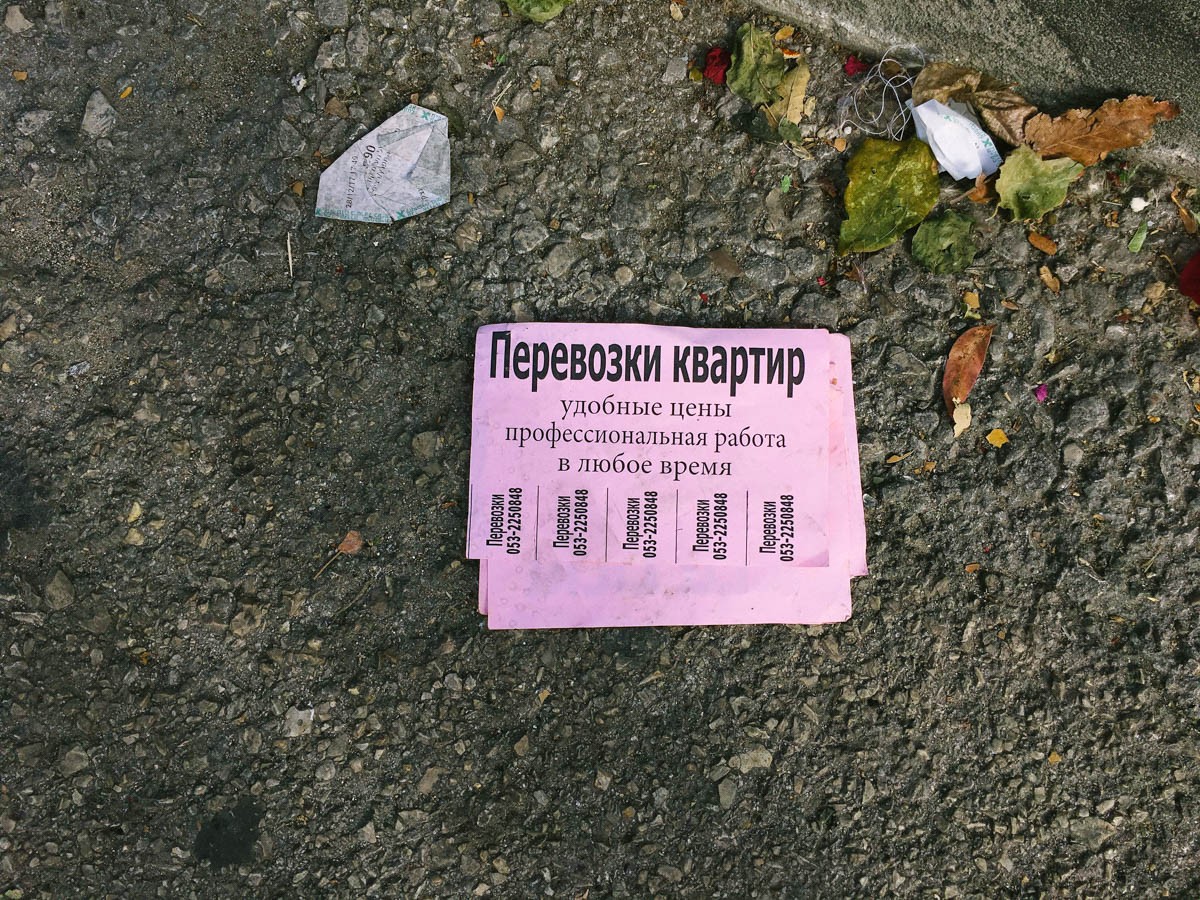 Перевозки квартир
удобные цены
профессиональная работа
в любое время
Перевозки
053-2250848
Перевозки
053-2250848
Перевозки
053-2250848
Перевозки
053-2250848
Перевозки
053-2250848